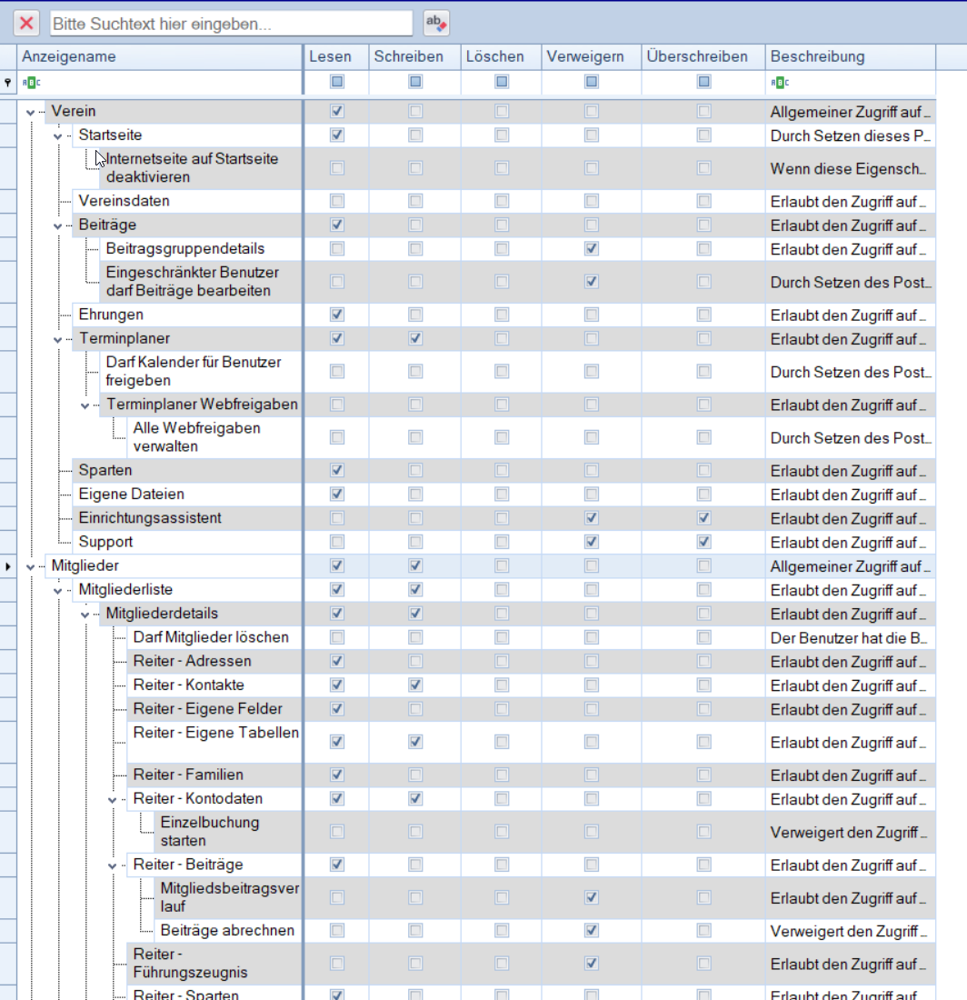 Bitte Suchtext hier eingeben...
ab
Anzeigename Lesen Schreiben Löschen Verweigern Überschreiben Beschreibung
ABC ABC
Verein Allgemeiner Zugriff auf ...
Startseite Durch Setzen dieses P...
Internetseite auf Startseite
deaktivieren Wenn diese Eigensch...
Vereinsdaten Erlaubt den Zugriff auf ...
Beiträge Erlaubt den Zugriff auf ...
Beitragsgruppendetails Erlaubt den Zugriff auf ...
Eingeschränkter Benutzer
darf Beiträge bearbeiten Durch Setzen des Post...
Ehrungen Erlaubt den Zugriff auf ...
Terminplaner Erlaubt den Zugriff auf ...
Darf Kalender für Benutzer
freigeben Durch Setzen des Post...
Terminplaner Webfreigaben Erlaubt den Zugriff auf ...
Alle Webfreigaben
verwalten Durch Setzen des Post...
Sparten Erlaubt den Zugriff auf ...
Eigene Dateien Erlaubt den Zugriff auf ...
Einrichtungsassistent Erlaubt den Zugriff auf ...
Support Erlaubt den Zugriff auf ...
Mitglieder Allgemeiner Zugriff auf ...
Mitgliederliste Erlaubt den Zugriff auf ...
Mitgliederdetails Erlaubt den Zugriff auf ...
Darf Mitglieder löschen Der Benutzer hat die B...
Reiter - Adressen Erlaubt den Zugriff auf ...
Reiter - Kontakte Erlaubt den Zugriff auf ...
Reiter - Eigene Felder Erlaubt den Zugriff auf ...
Reiter - Eigene Tabellen Erlaubt den Zugriff auf ...
Reiter - Familien Erlaubt den Zugriff auf ...
Reiter - Kontodaten Erlaubt den Zugriff auf ...
Einzelbuchung
starten Verweigert den Zugriff ...
Reiter - Beiträge Erlaubt den Zugriff auf ...
Mitgliedsbeitragsver
lauf Erlaubt den Zugriff auf ...
Beiträge abrechnen Verweigert den Zugriff ...
Reiter -
Führungszeugnis Erlaubt den Zugriff auf ...
Reiter - Sparten Erlaubt den Zugriff auf